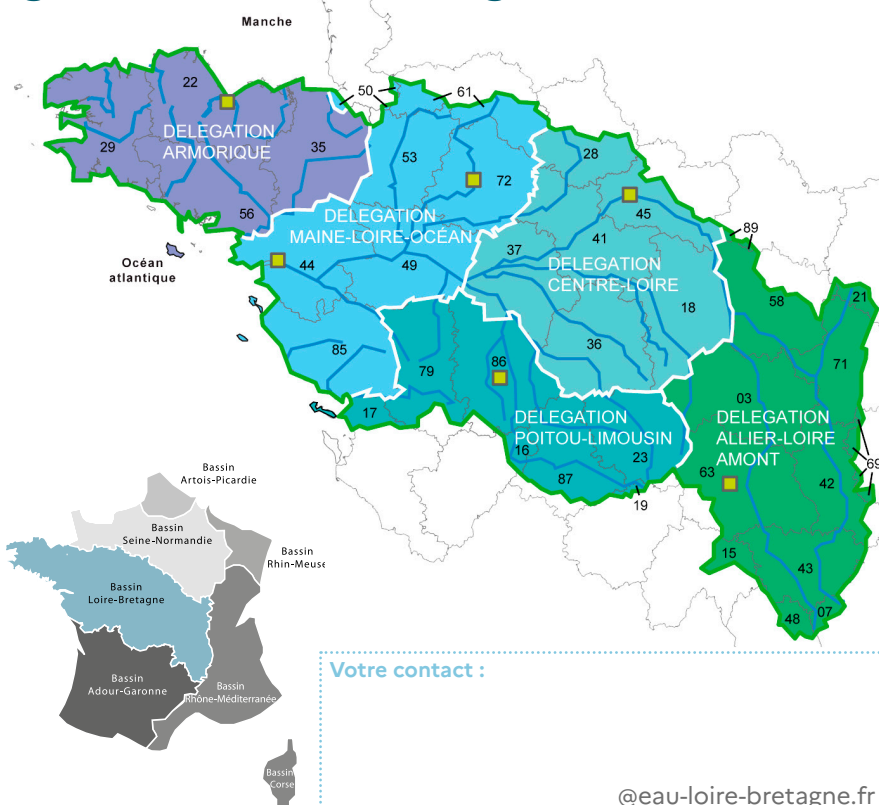 Manche
22
50
61
DELEGATION
ARMORIQUE
29
35
53
28
72
56
45
DELEGATION
MAINE-LOIRE-OCÉAN
37
41
89
Océan
atlantique
44
49
DELEGATION
CENTRE-LOIRE
58
21
18
85
79
86
36
71
03
17
DELEGATION
POITOU-LIMOUSIN
DELEGATION
ALLIER-LOIRE
AMONT
16
23
63
69
87
42
19
15
43
48
07
Bassin
Artois-Picardie
Bassin
Seine-Normandie
Bassin
Rhin-Meuse
Bassin
Loire-Bretagne
Bassin
Adour-Garonne
Bassin
Rhône-Méditerranée
Bassin
Corse
Votre contact :
@eau-loire-bretagne.fr